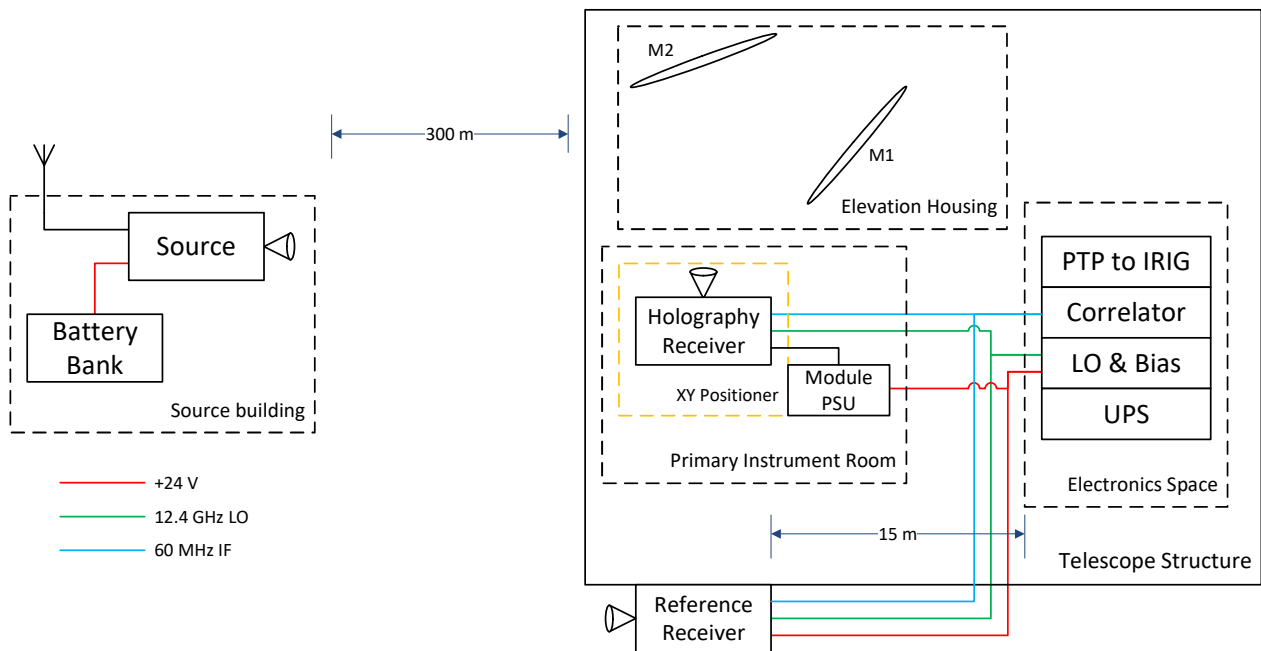 M2
M1
Elevation Housing
300 m
Source
Battery
Bank
Source building
+24 V
12.4 GHz LO
60 MHz IF
Holography
Receiver
XY Positioner
Module
PSU
Primary Instrument Room
PTP to IRIG
Correlator
LO & Bias
UPS
Electronics Space
15 m
Telescope Structure
Reference
Receiver